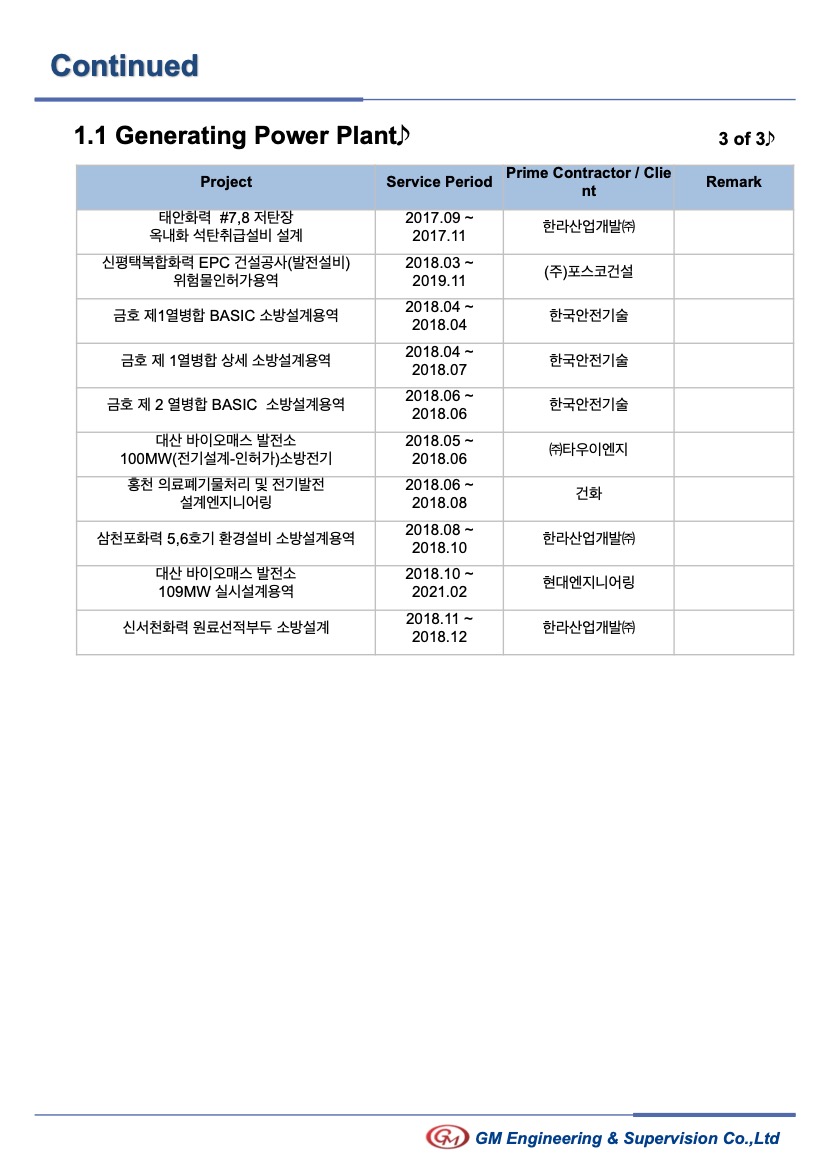 Continued
1.1 Generating Power Plant♪
3 of 3♪
Project
Service Period
Prime Contractor / Clie
nt
Remark
태안화력 #7,8 저탄장
옥내화 석탄취급설비 설계
2017.09 ~
2017.11
한라산업개발㈜
신평택복합화력 EPC 건설공사(발전설비)
위험물인허가용역
2018.03 ~
2019.11
(주)포스코건설
금호 제1열병합 BASIC 소방설계용역
2018.04 ~
2018.04
한국안전기술
금호 제 1열병합 상세 소방설계용역
2018.04 ~
2018.07
한국안전기술
금호 제 2 열병합 BASIC 소방설계용역
2018.06 ~
2018.06
한국안전기술
대산 바이오매스 발전소
100MW(전기설계-인허가)소방전기
2018.05 ~
2018.06
㈜타우이엔지
홍천 의료폐기물처리 및 전기발전
설계엔지니어링
2018.06 ~
2018.08
건화
삼천포화력 5,6호기 환경설비 소방설계용역
2018.08 ~
2018.10
한라산업개발㈜
대산 바이오매스 발전소
109MW 실시설계용역
2018.10 ~
2021.02
현대엔지니어링
신서천화력 원료선적부두 소방설계
2018.11 ~
2018.12
한라산업개발㈜
GM GM Engineering & Supervision Co.,Ltd